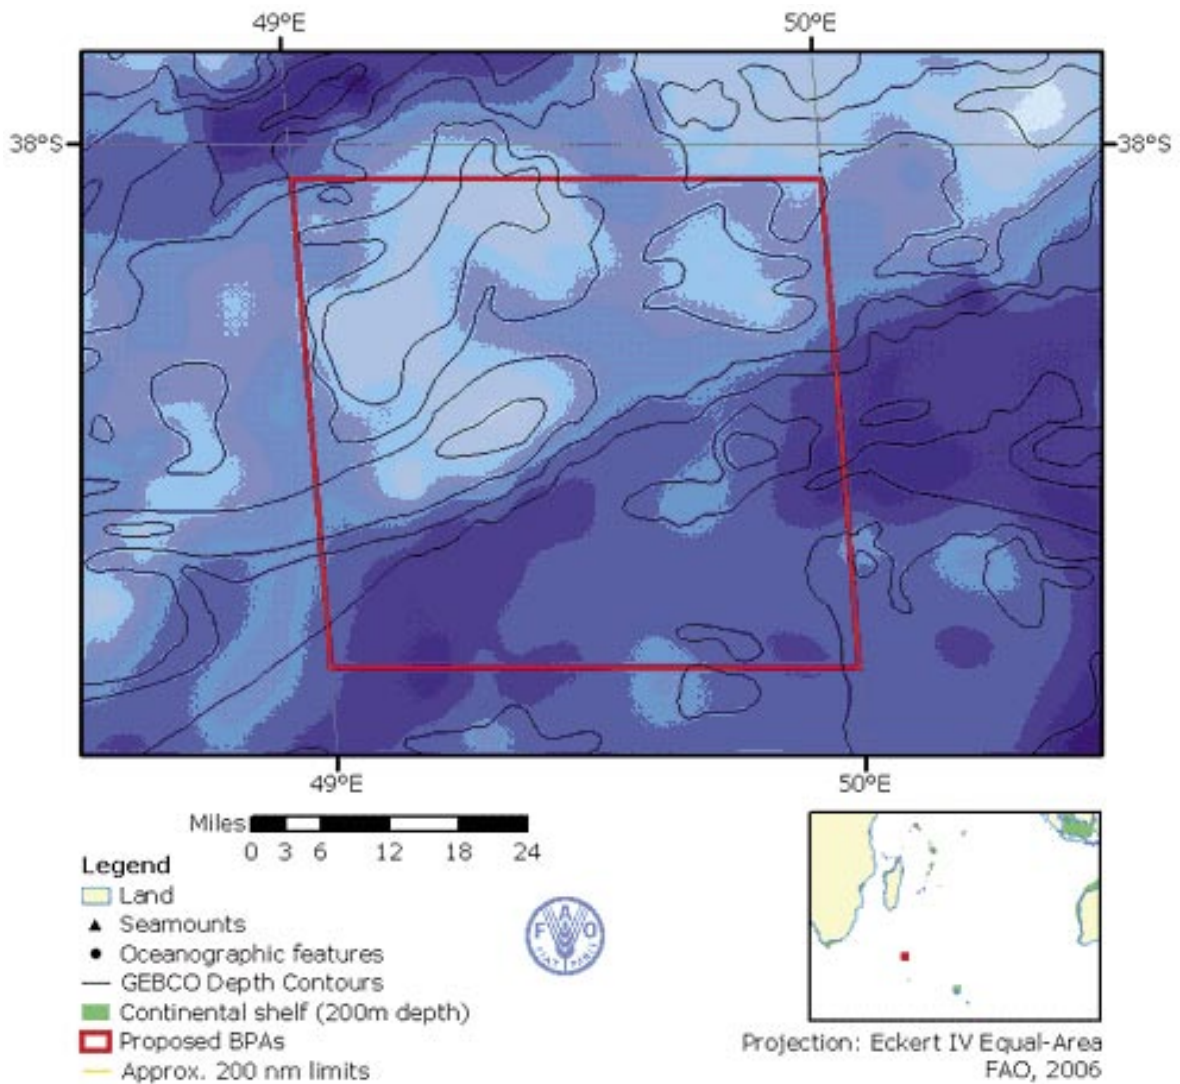 49°E 50°E
38°S 38°S
49°E 50°E
Miles
0 3 6 12 18 24
Legend
Land
Seamounts
Oceanographic features
GEBCO Depth Contours
Continental shelf (200m depth)
Proposed BPAs
Approx. 200 nm limits
F A O
FIAT PANIS
Projection: Eckert IV Equal-Area
FAO, 2006